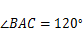 ∠BAC = 120°